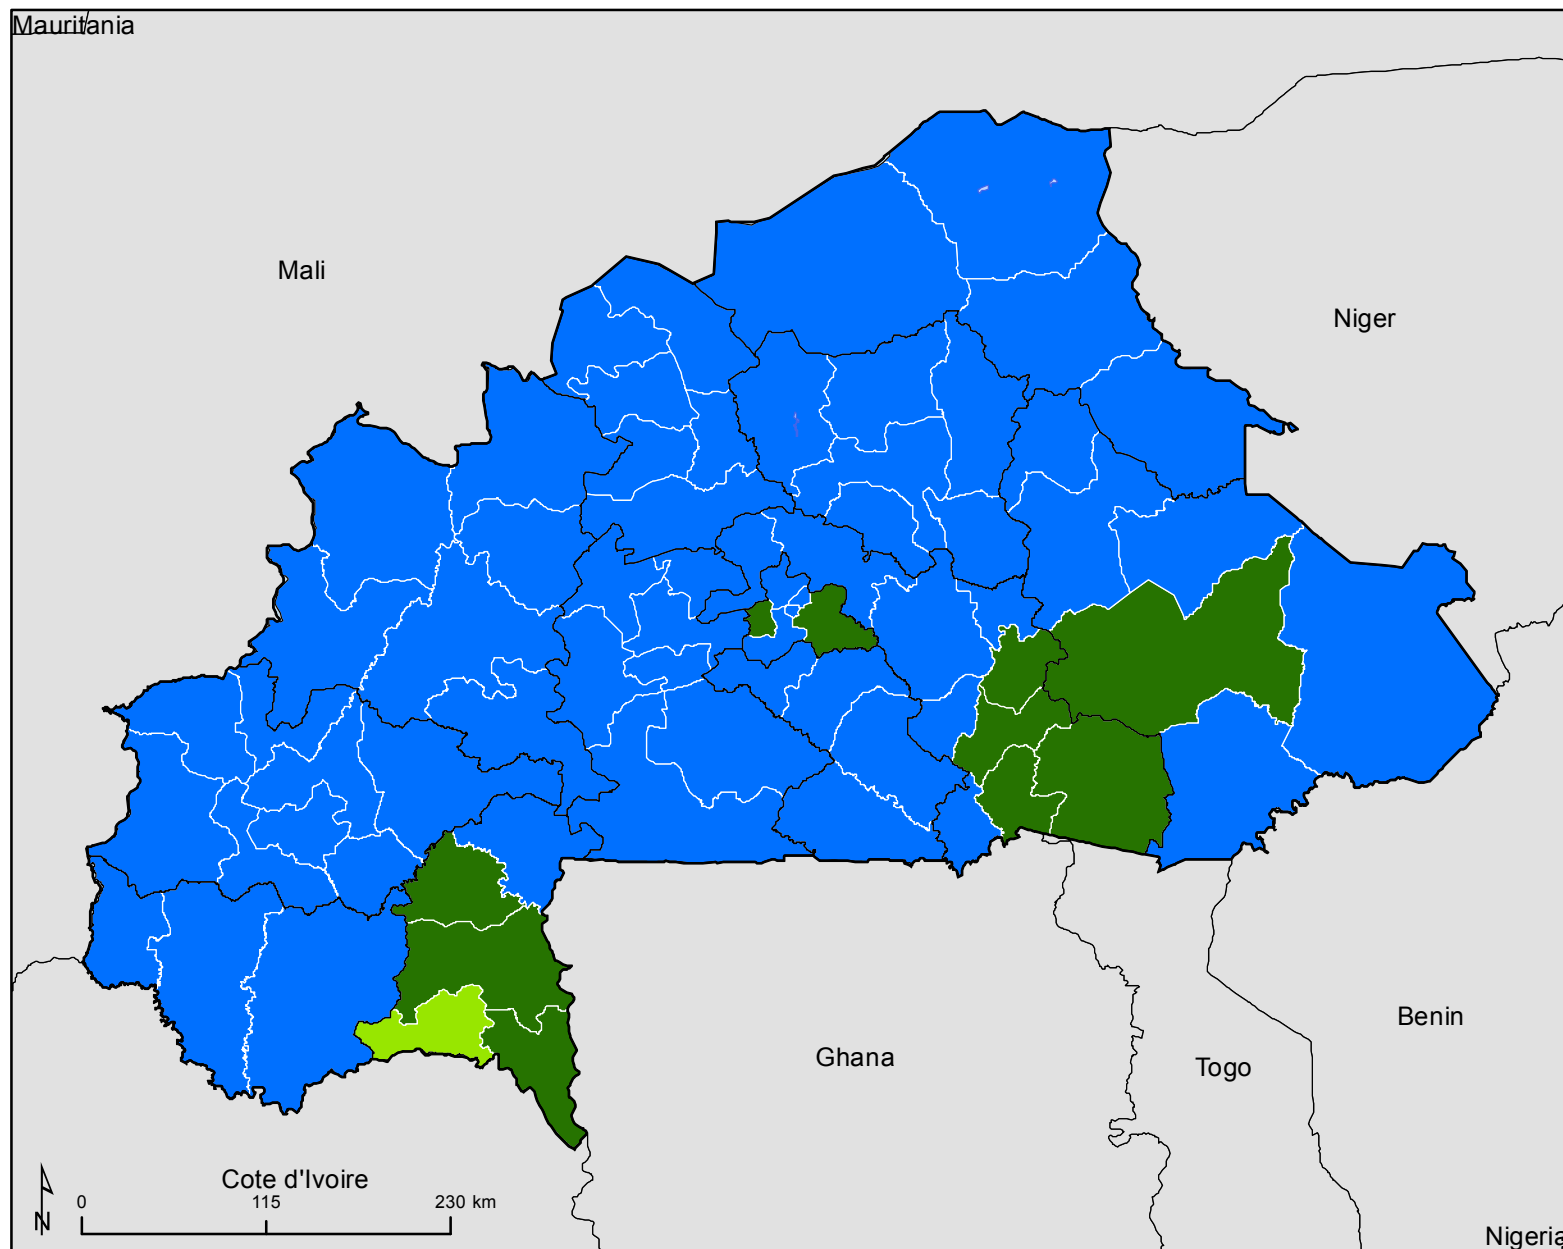 Mauritania
Mali
Niger
Benin
Ghana
Togo
Cote d'Ivoire
0 115 230 km
N
Nigeria